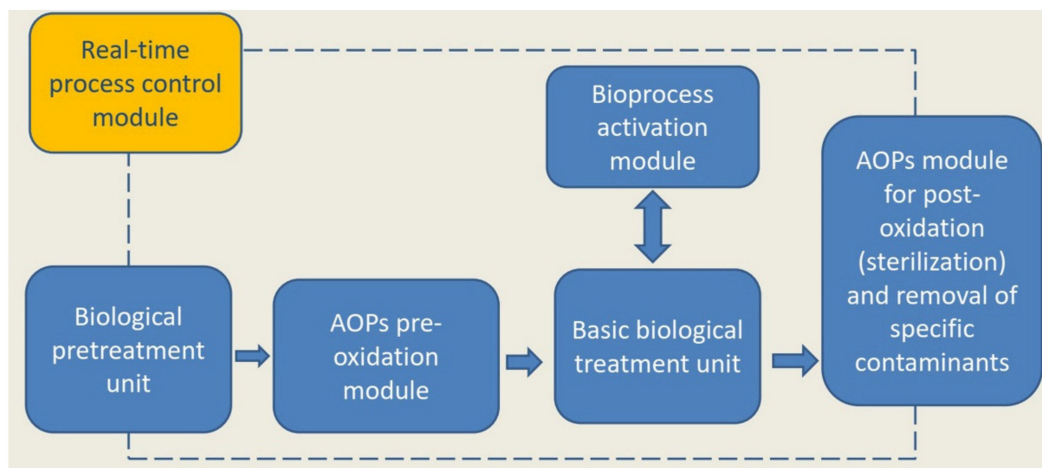 Real-time
process control
module
Bioprocess
activation
module
AOPs module
for post-
oxidation
(sterilization)
and removal of
specific
contaminants
Biological
pretreatment
unit
AOPs pre-
oxidation
module
Basic biological
treatment unit